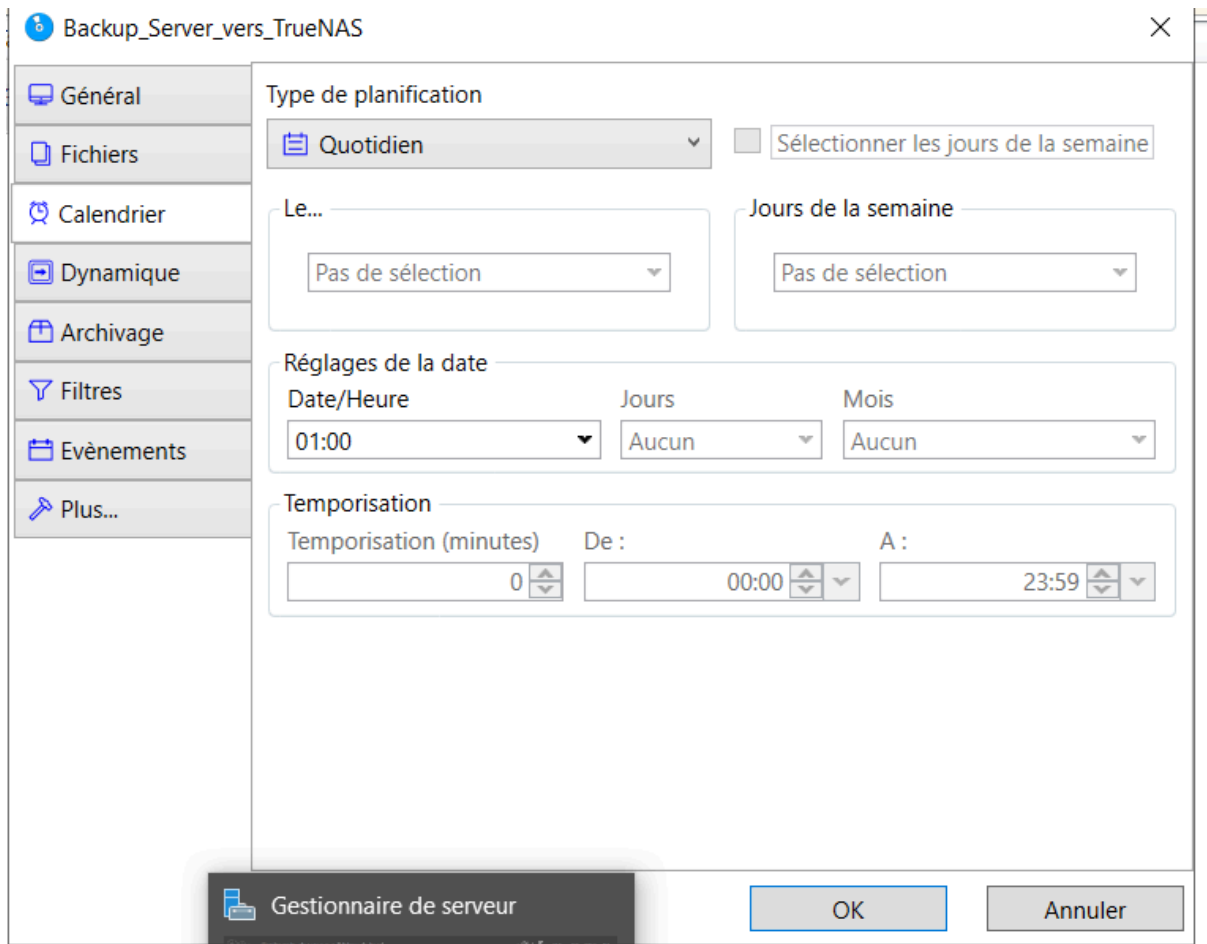 Backup_Server_vers_TrueNAS
Général
Fichiers
Calendrier
Dynamique
Archivage
Filtres
Evènements
Plus...
Type de planification
Quotidien
Sélectionner les jours de la semaine
Le...
Pas de sélection
Jours de la semaine
Pas de sélection
Réglages de la date
Date/Heure
Jours
Mois
01:00
Aucun
Aucun
Temporisation
Temporisation (minutes)
De :
A :
0
00:00
23:59
Gestionnaire de serveur
OK
Annuler